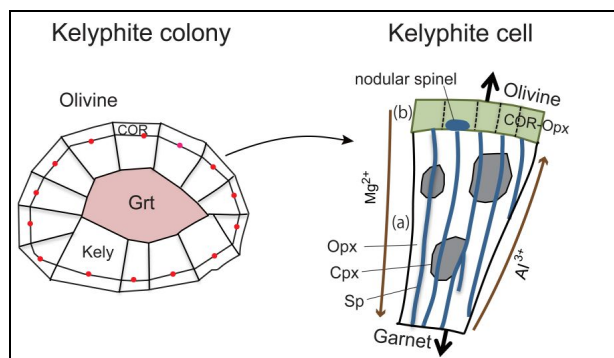 Kelyphite colony
Kelyphite cell
Olivine
COR
Grt
Kely
nodular spinel
Olivine
(b)
COR-Opx
Mg2+
(a)
Opx
Cpx
Sp
Al3+
Garnet